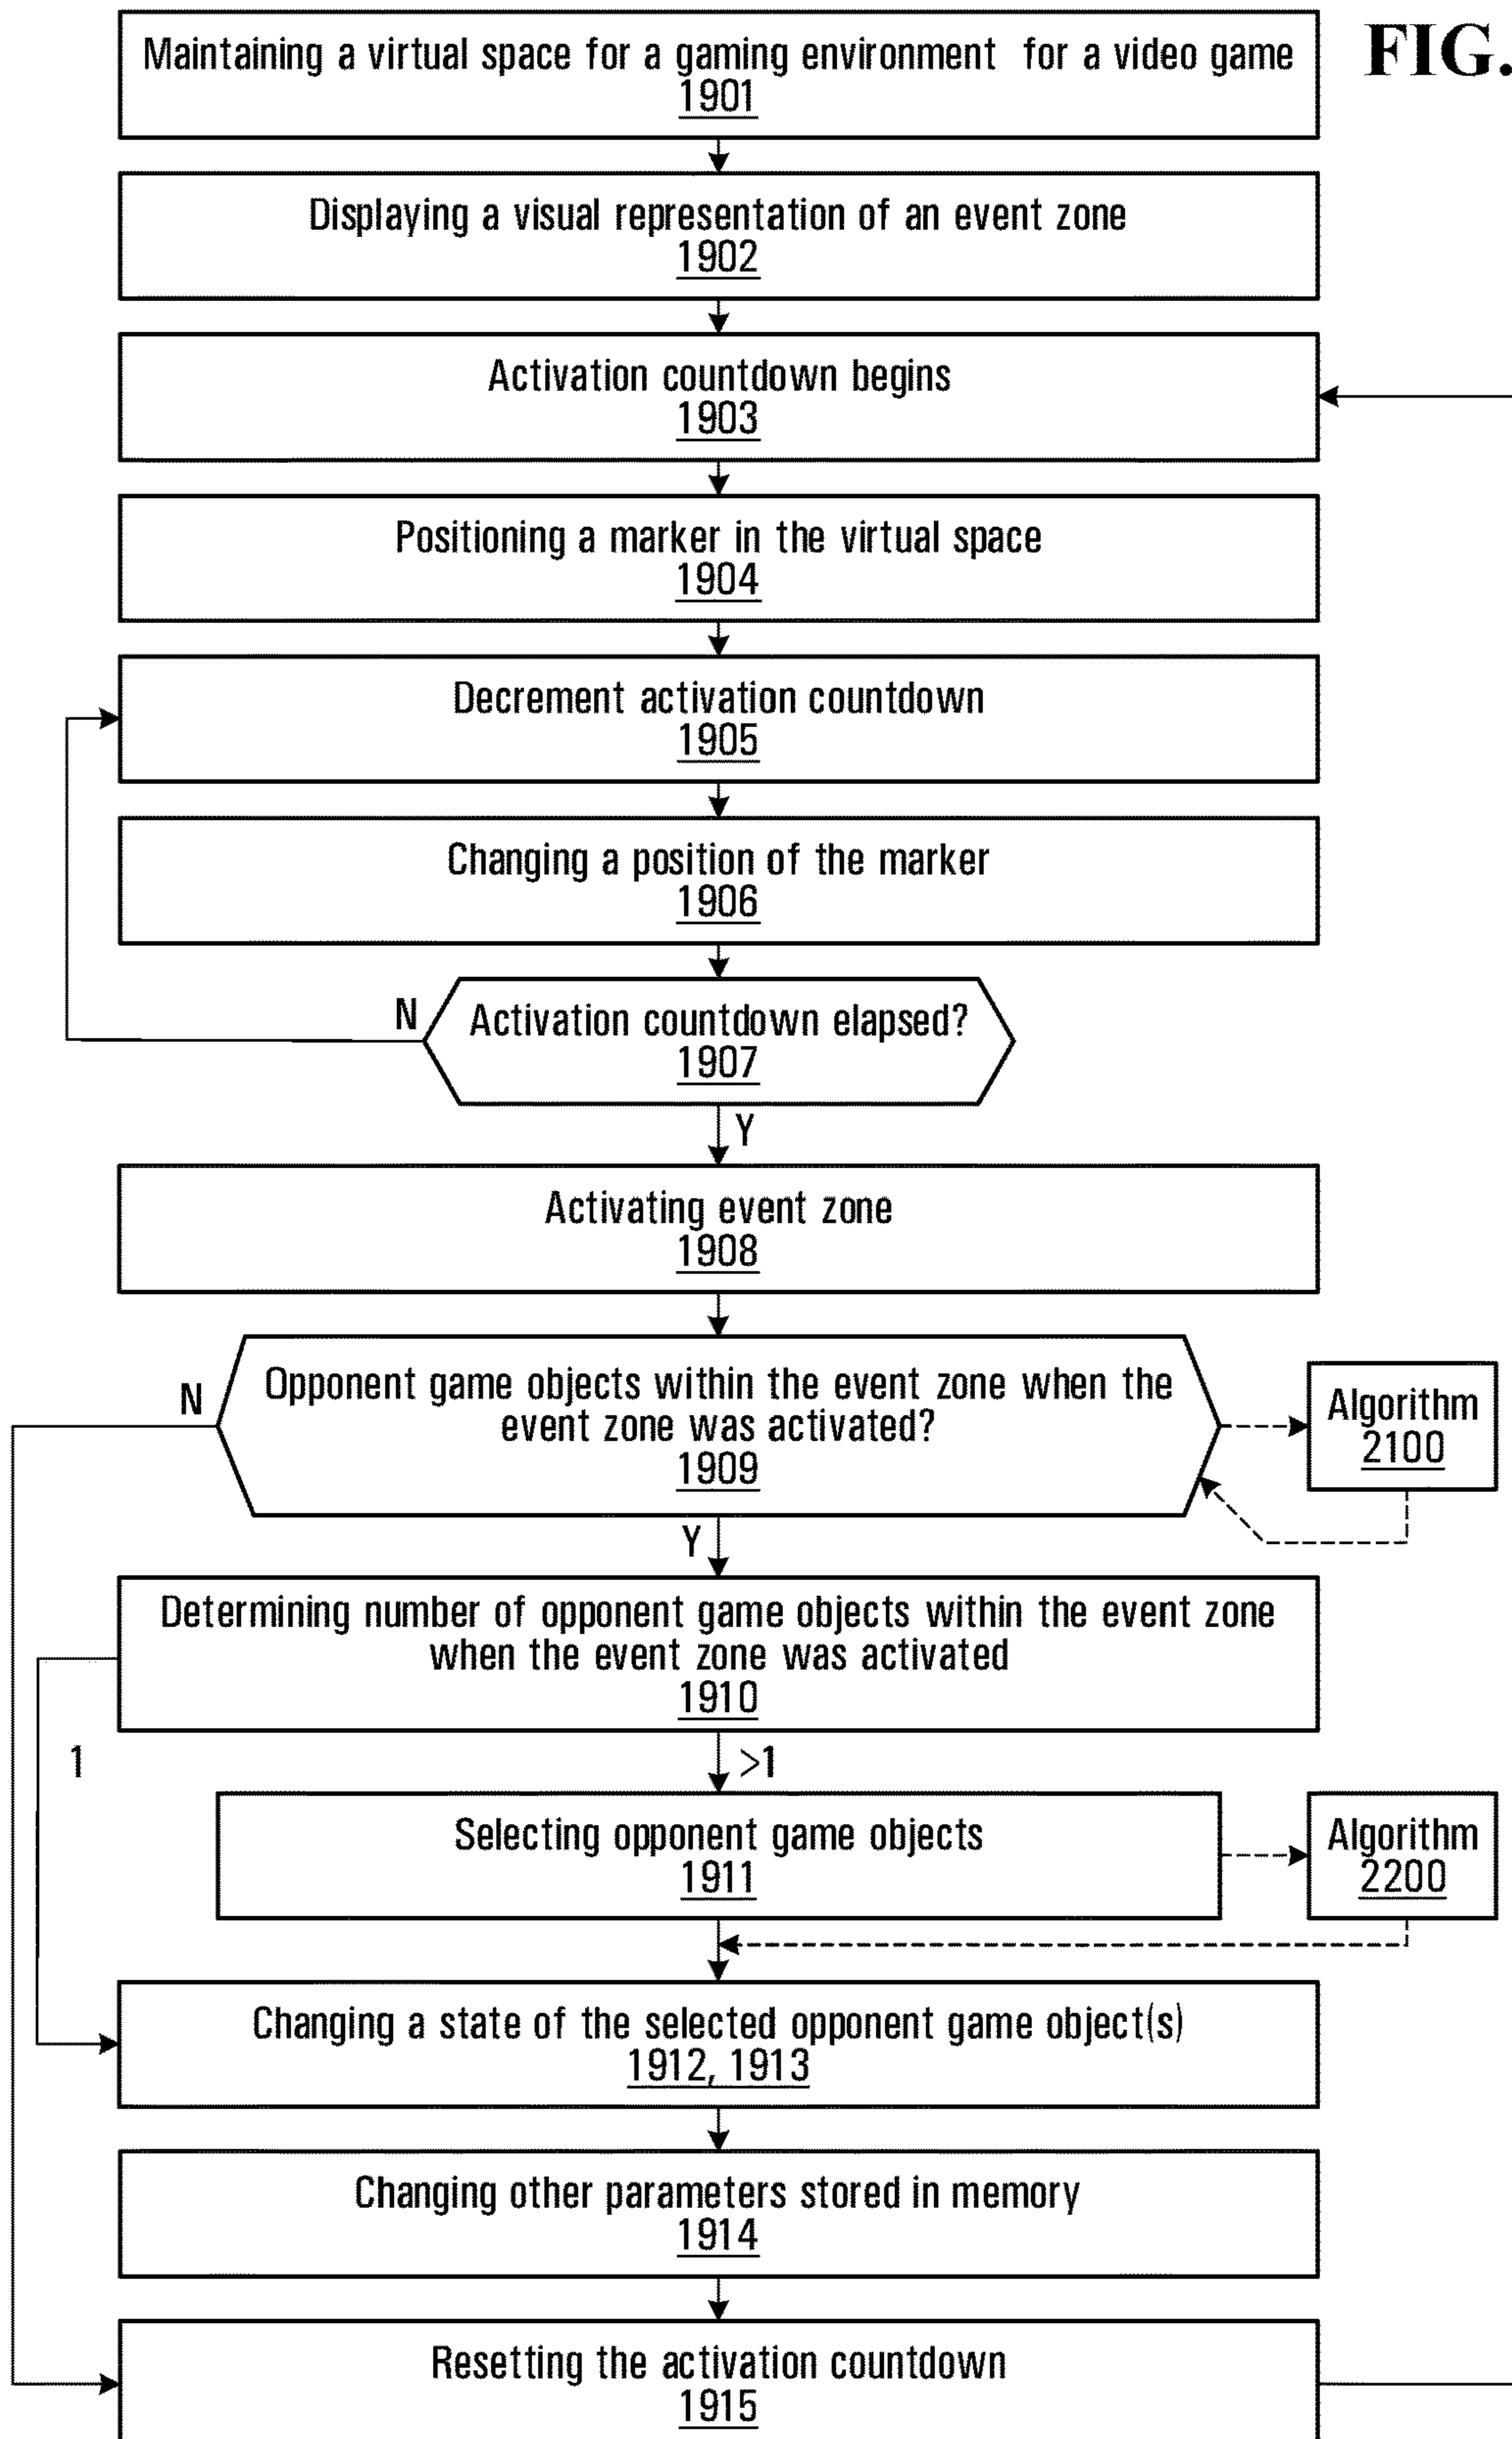 FIG.
Maintaining a virtual space for a gaming environment for a video game
1901
Displaying a visual representation of an event zone
1902
Activation countdown begins
1903
Positioning a marker in the virtual space
1904
Decrement activation countdown
1905
Changing a position of the marker
1906
N
Activation countdown elapsed?
1907
Y
Activating event zone
1908
N
Opponent game objects within the event zone when the
event zone was activated?
1909
Algorithm
2100
Y
Determining number of opponent game objects within the event zone
when the event zone was activated
1910
1
>1
Selecting opponent game objects
1911
Algorithm
2200
Changing a state of the selected opponent game object(s)
1912, 1913
Changing other parameters stored in memory
1914
Resetting the activation countdown
1915